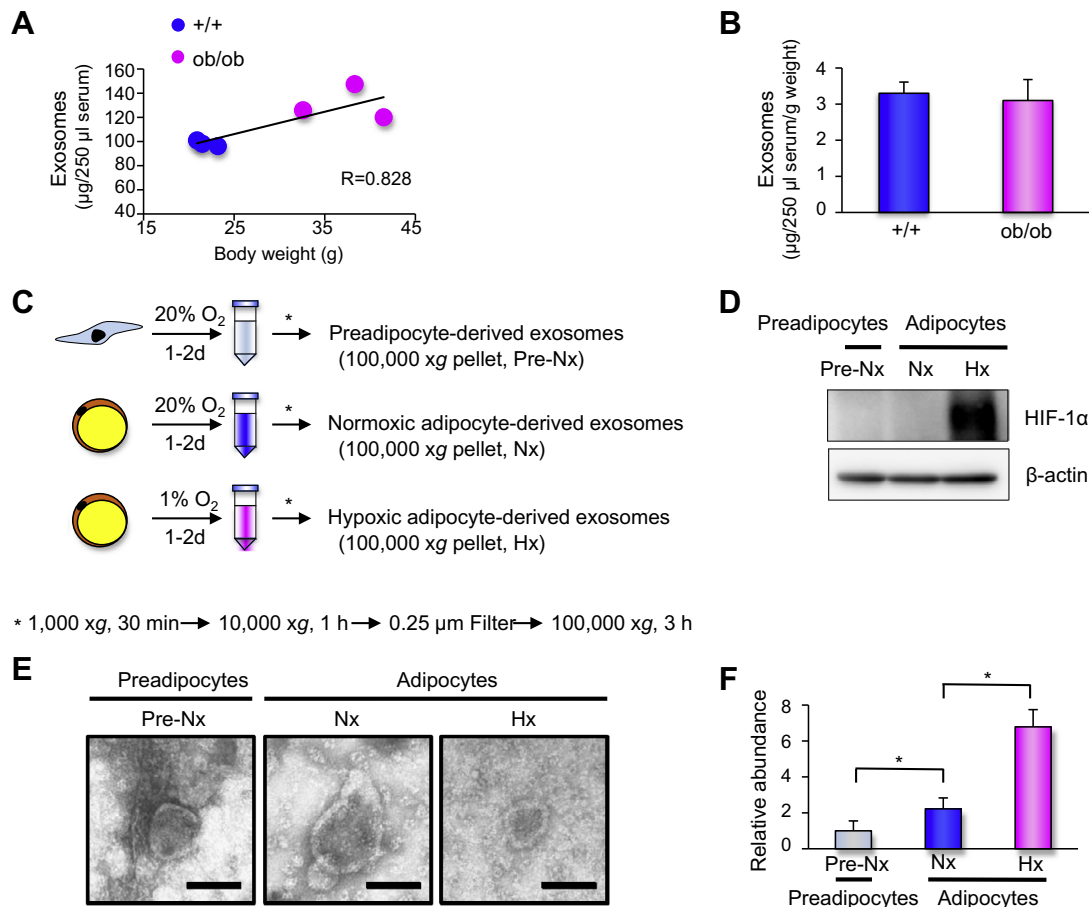 A
+/+
ob/ob
Exosomes
(µg/250 µl serum)
160
140
120
100
80
60
40
15
25
35
45
R=0.828
Body weight (g)
B
Exosomes
(µg/250 µl serum/g weight)
4
3
2
1
0
+/+
ob/ob
C
20% O2
1-2d
*
Preadipocyte-derived exosomes
(100,000 xg pellet, Pre-Nx)
20% O2
1-2d
*
Normoxic adipocyte-derived exosomes
(100,000 xg pellet, Nx)
1% O2
1-2d
*
Hypoxic adipocyte-derived exosomes
(100,000 xg pellet, Hx)
* 1,000 xg, 30 min → 10,000 xg, 1 h → 0.25 µm Filter → 100,000 xg, 3 h
D
Preadipocytes Adipocytes
Pre-Nx Nx Hx
HIF-1α
β-actin
E
Preadipocytes Adipocytes
Pre-Nx Nx Hx
F
Relative abundance
8
6
4
2
0
*
*
Pre-Nx Nx Hx
Preadipocytes Adipocytes